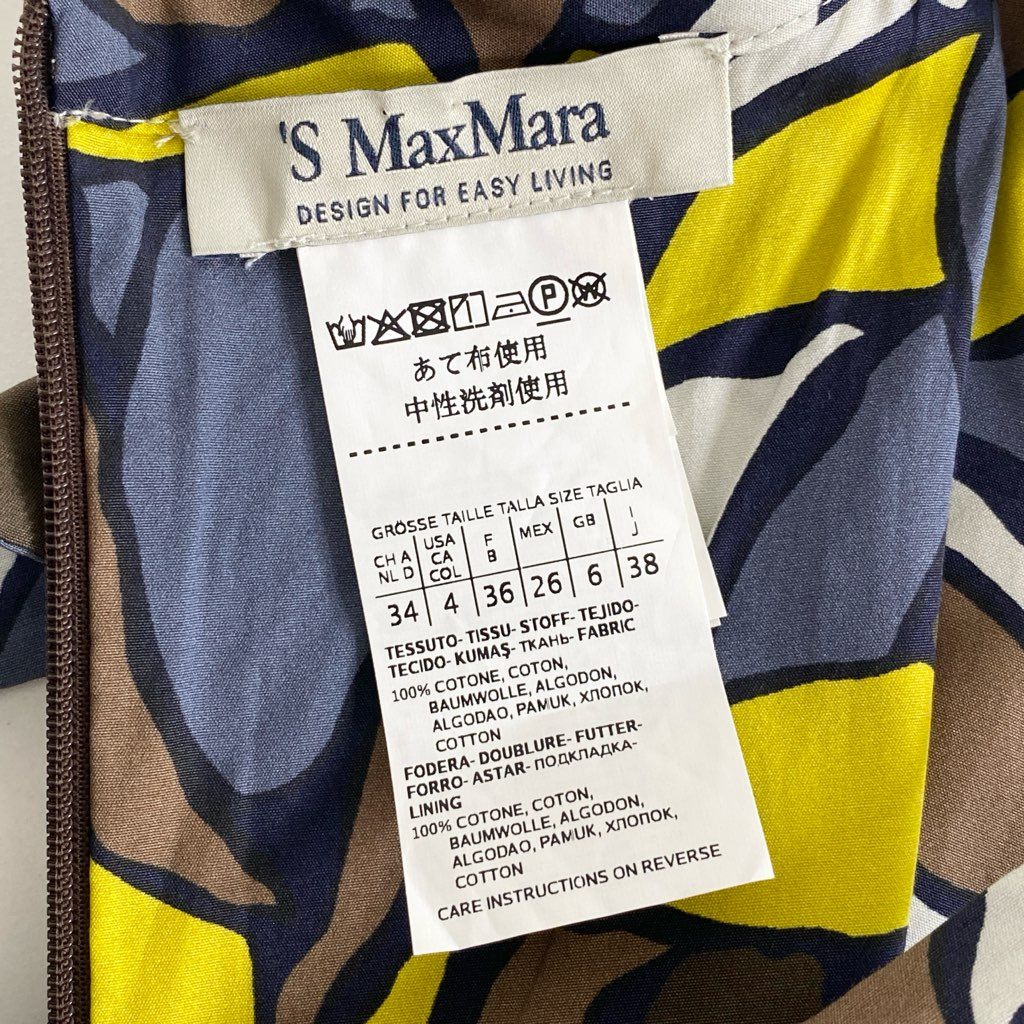 'S MaxMara
DESIGN FOR EASY LIVING
あて布使用
中性洗剤使用
GRÖSSE TAILLE TALLA SIZE TAGLIA
CH A NL D USA CA COL F B MEX GB I J
34 4 36 26 6 38
TESSUTO- TISSU- STOFF- TEJIDO-
TECIDO- KUMAŞ- ТКАНЬ- FABRIC
100% COTONE, COTON,
BAUMWOLLE, ALGODON,
ALGODAO, PAMUK, ХЛОПОК,
COTTON
FODERA- DOUBLURE- FUTTER-
FORRO- ASTAR- ПОДКЛАДКА-
LINING
100% COTONE, COTON,
BAUMWOLLE, ALGODON,
ALGODAO, PAMUK, ХЛОПОК,
COTTON
CARE INSTRUCTIONS ON REVERSE